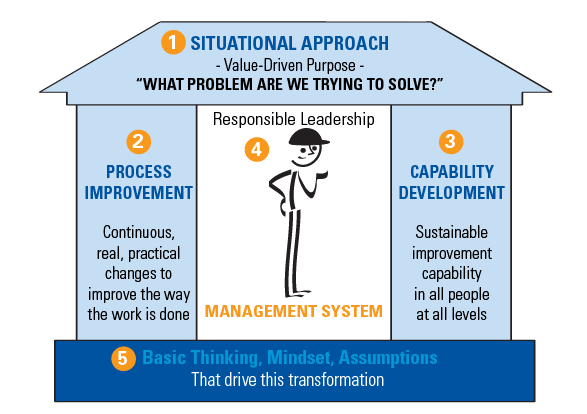 1 SITUATIONAL APPROACH
- Value-Driven Purpose -
“WHAT PROBLEM ARE WE TRYING TO SOLVE?”
2
PROCESS
IMPROVEMENT
Continuous,
real, practical
changes to
improve the way
the work is done
Responsible Leadership
4
MANAGEMENT SYSTEM
3
CAPABILITY
DEVELOPMENT
Sustainable
improvement
capability
in all people
at all levels
5 Basic Thinking, Mindset, Assumptions
That drive this transformation